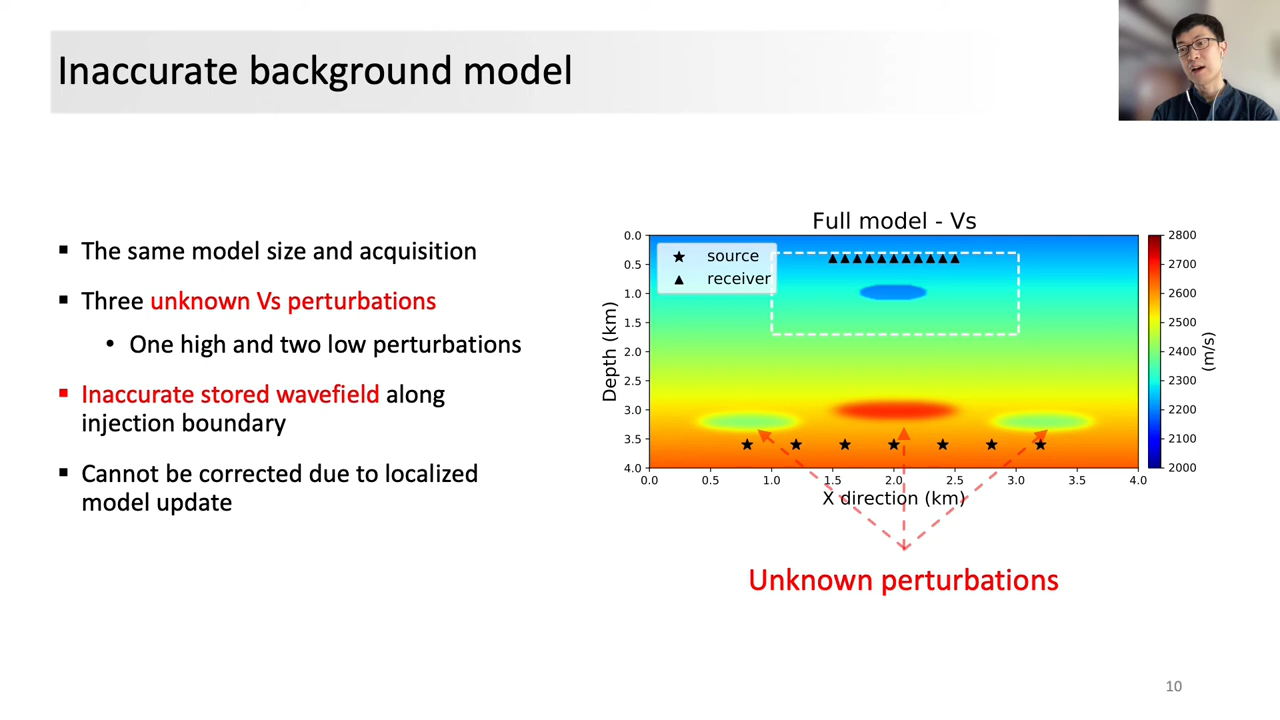 Inaccurate background model
▪ The same model size and acquisition
▪ Three unknown Vs perturbations
• One high and two low perturbations
▪ Inaccurate stored wavefield along
injection boundary
▪ Cannot be corrected due to localized
model update
Full model - Vs
source
receiver
Depth (km)
0.0
0.5
1.0
1.5
2.0
2.5
3.0
3.5
4.0
0.0 0.5 1.0 1.5 2.0 2.5 3.0 3.5 4.0
X direction (km)
2800
2700
2600
2500
2400
2300
2200
2100
2000
(m/s)
Unknown perturbations
10